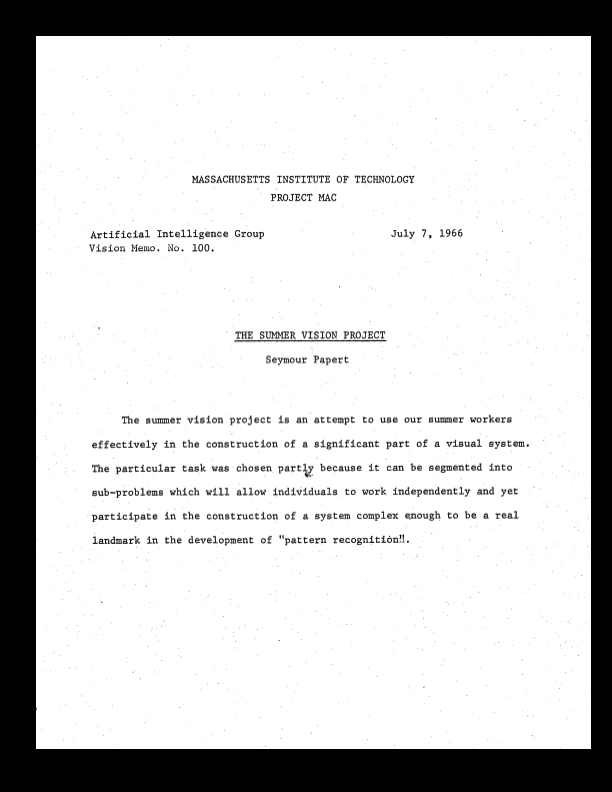 MASSACHUSETTS INSTITUTE OF TECHNOLOGY
PROJECT MAC
Artificial Intelligence Group July 7, 1966
Vision Memo. No. 100.
THE SUMMER VISION PROJECT
Seymour Papert
The summer vision project is an attempt to use our summer workers
effectively in the construction of a significant part of a visual system.
The particular task was chosen partly because it can be segmented into
sub-problems which will allow individuals to work independently and yet
participate in the construction of a system complex enough to be a real
landmark in the development of "pattern recognition!!.